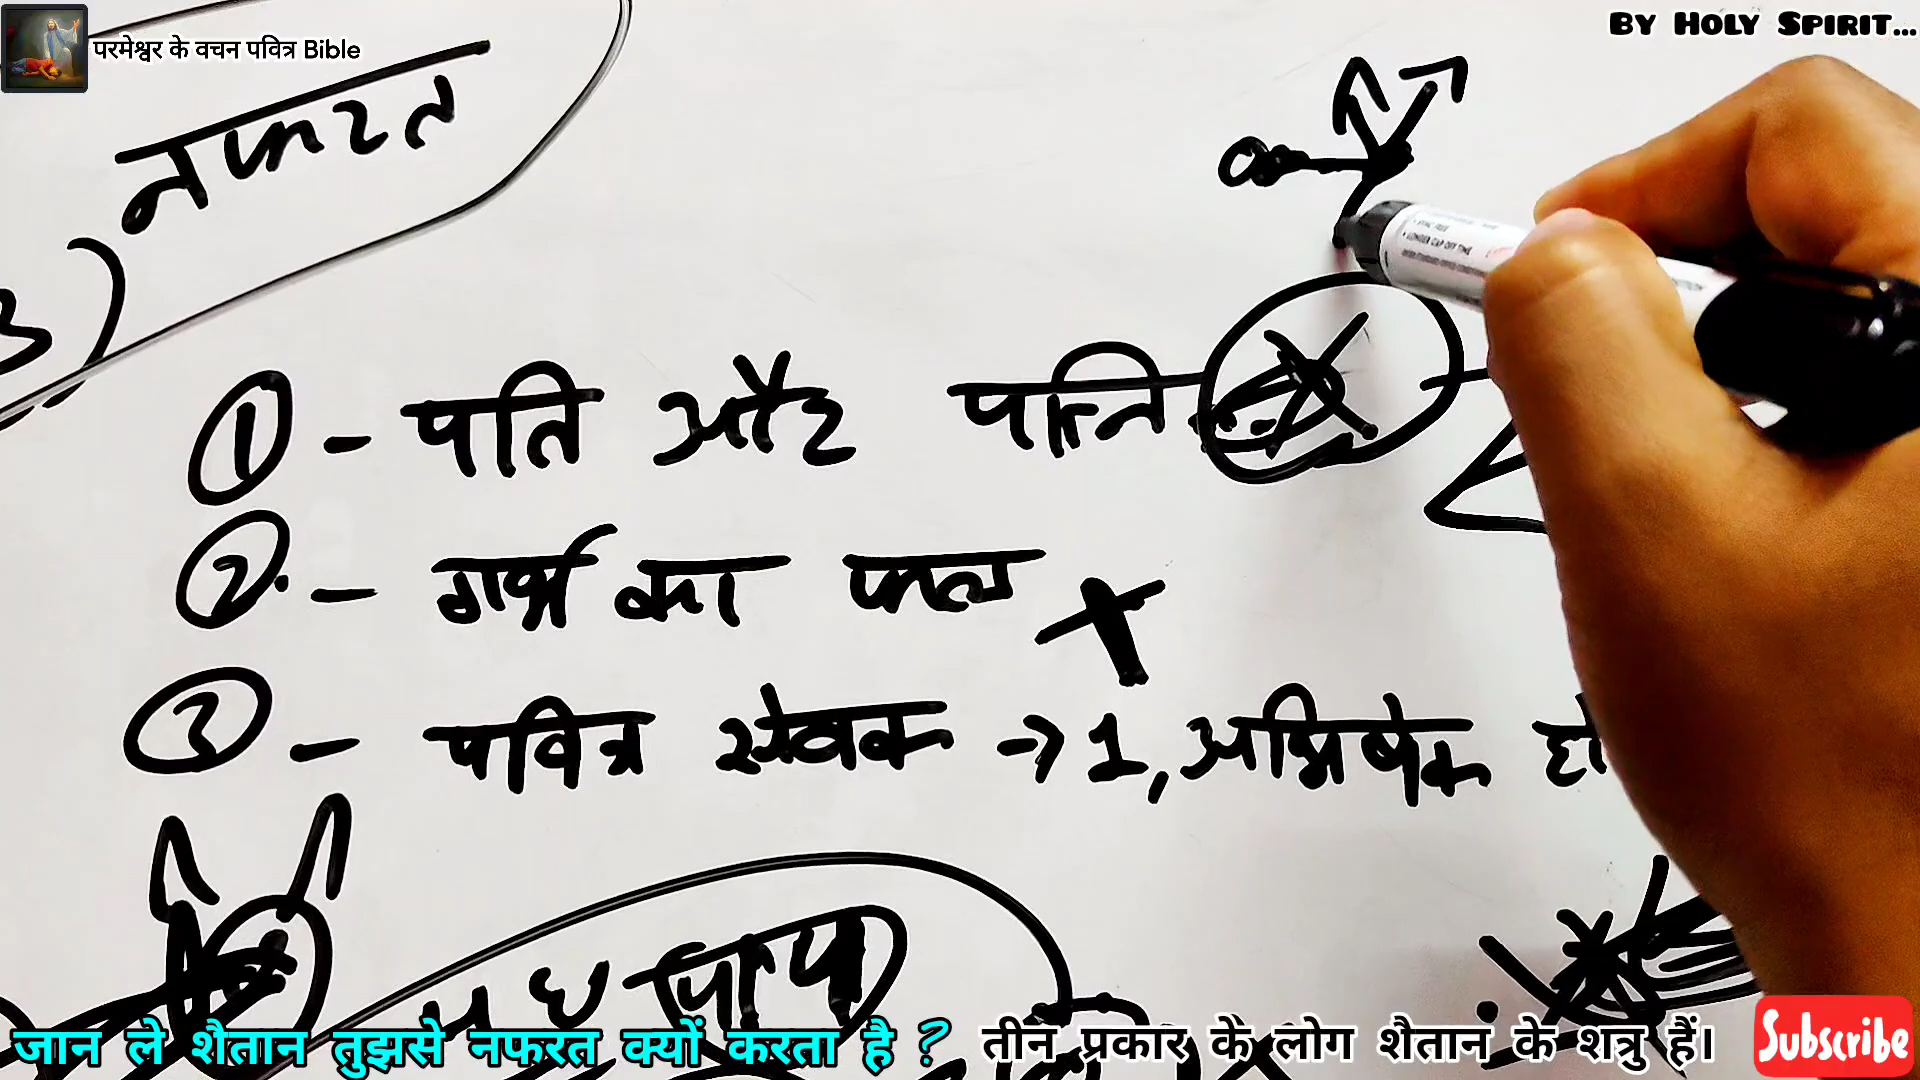 By Holy Spirit...
परमेश्वर के वचन पवित्र Bible
नफरत
3)
1 - पति और पत्नि
2 - गर्भ का फल
3 - पवित्र सेवक → 1, अभिषेक
पाप
जान ले शैतान तुझसे नफरत क्यों करता है ? तीन प्रकार के लोग शैतान के शत्रु हैं।
Subscribe